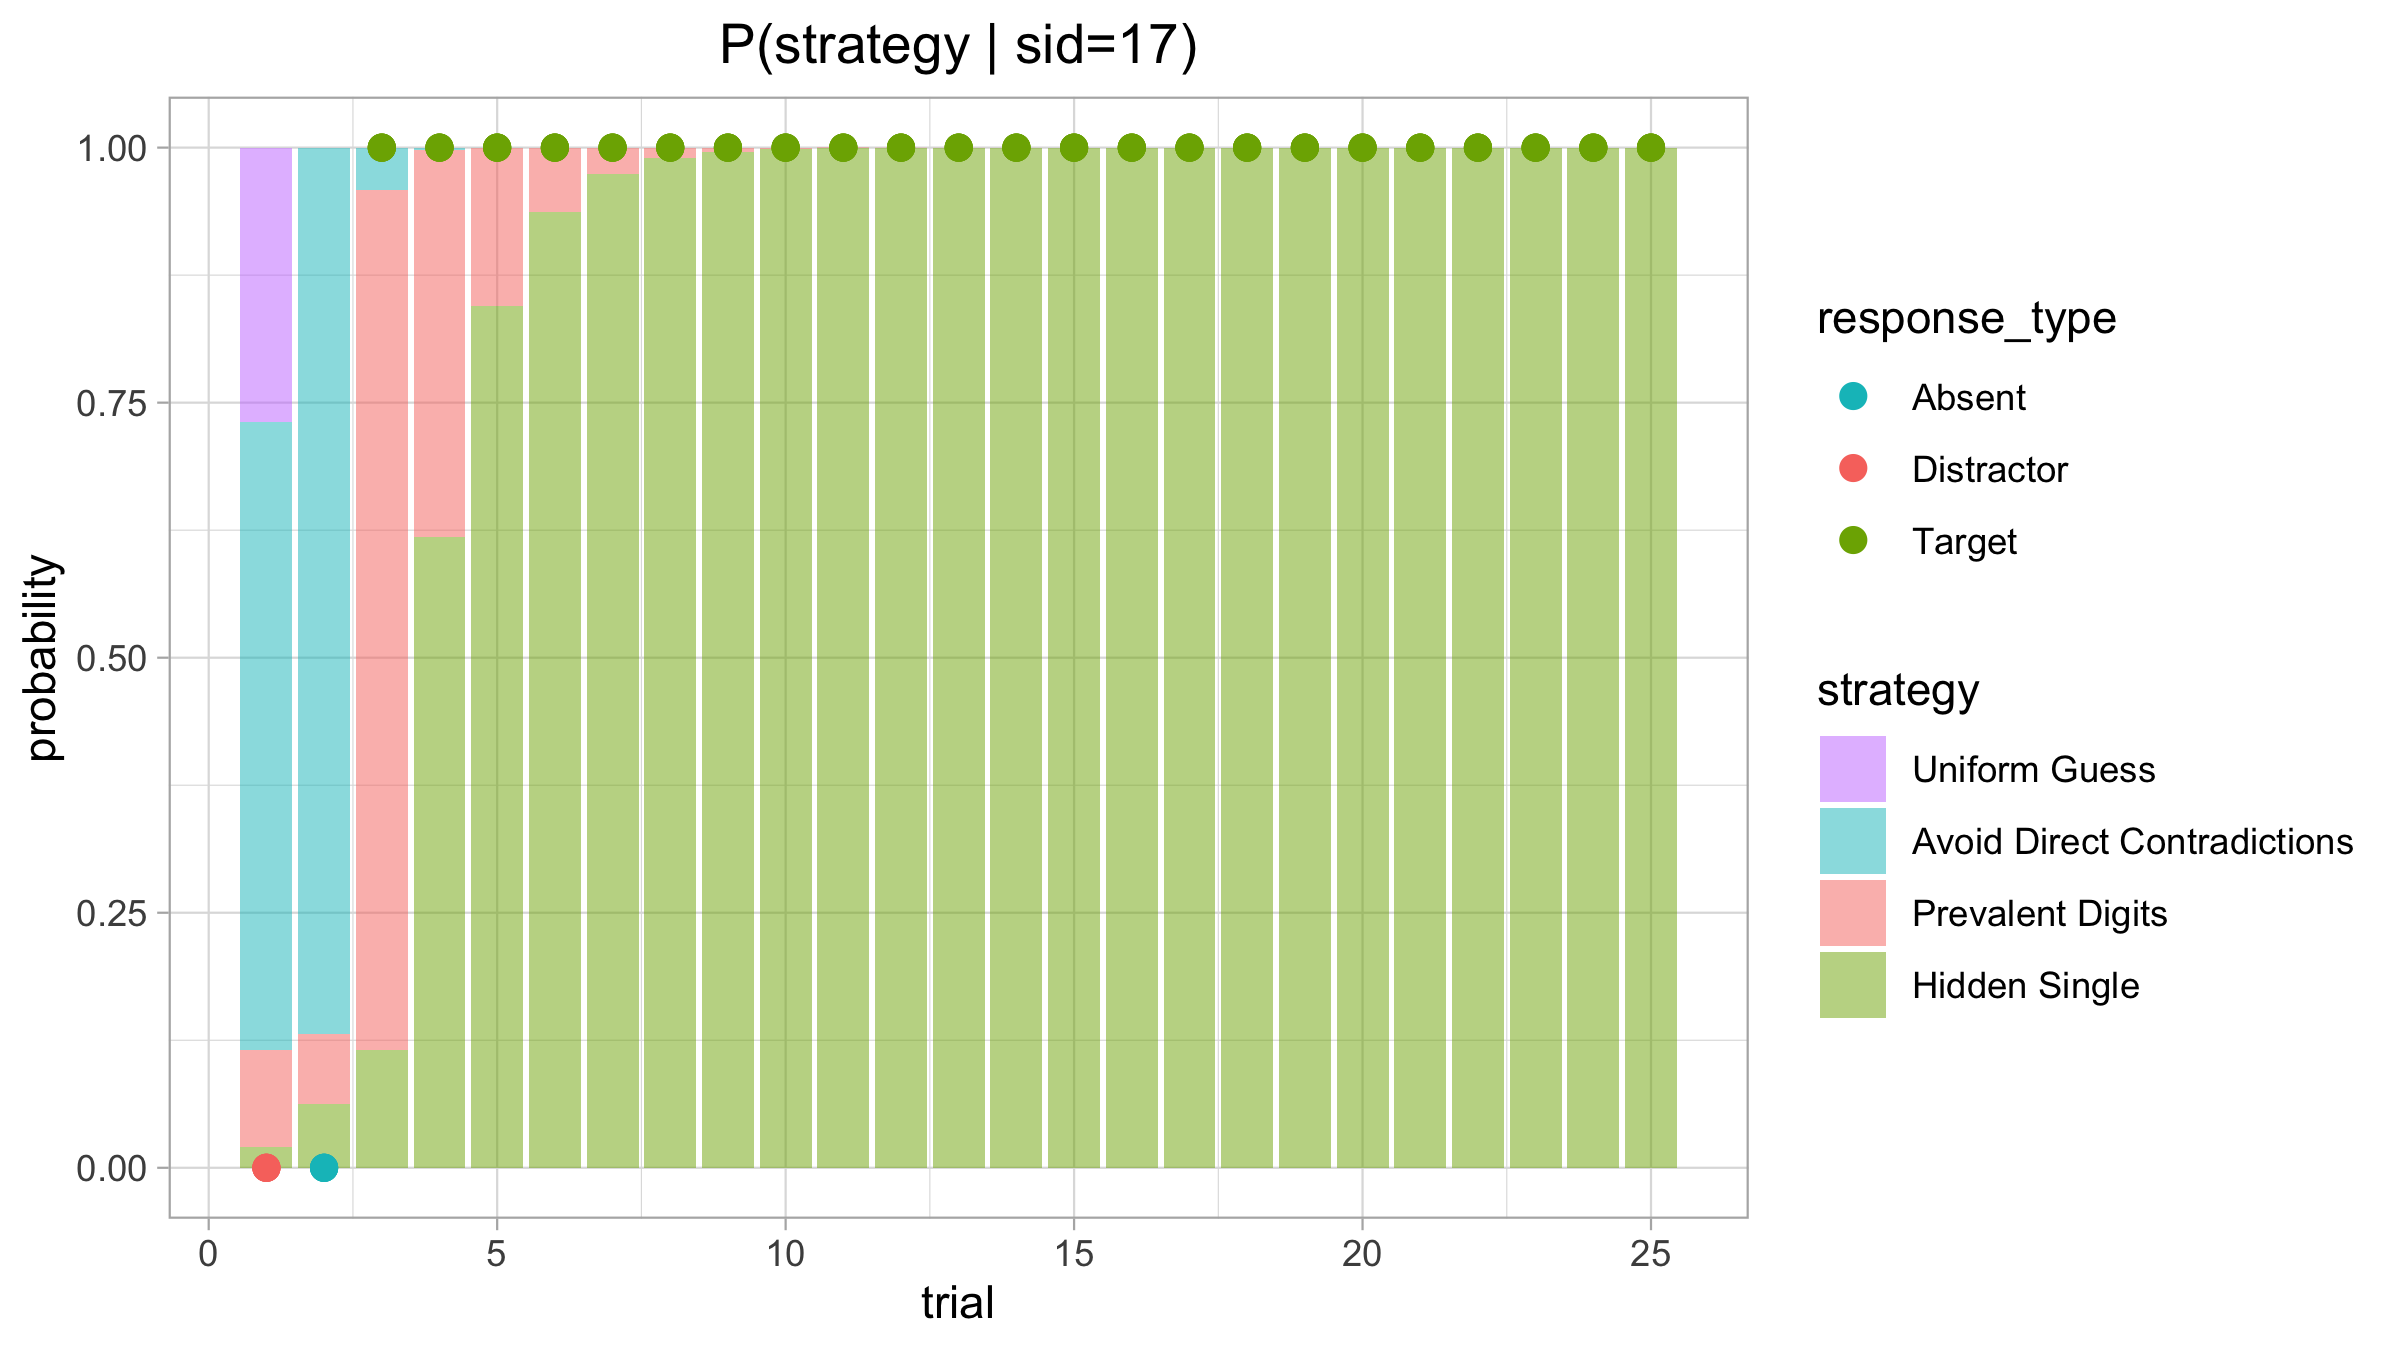 P(strategy | sid=17)
probability
1.00
0.75
0.50
0.25
0.00
0 5 10 15 20 25
trial
response_type
Absent
Distractor
Target
strategy
Uniform Guess
Avoid Direct Contradictions
Prevalent Digits
Hidden Single